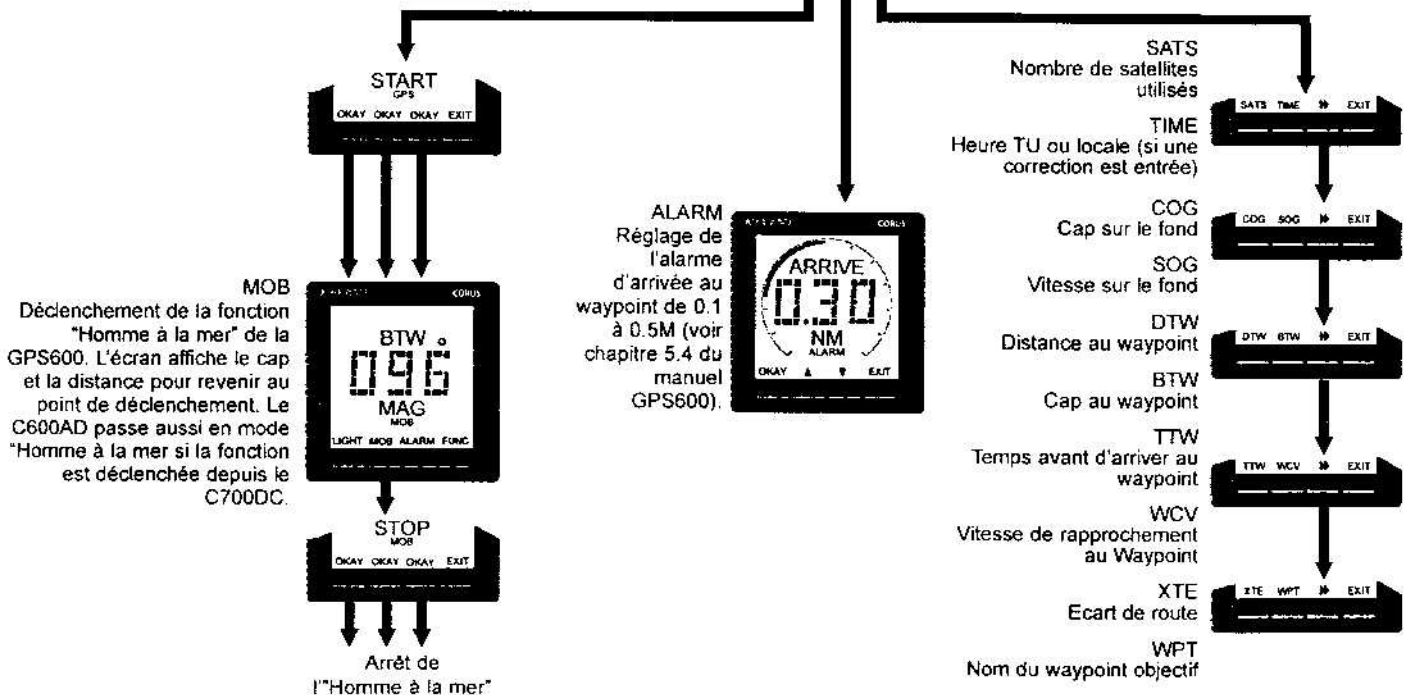 START
GPS
OKAY OKAY OKAY EXIT
MOB
Déclenchement de la fonction
"Homme à la mer" de la
GPS600. L'écran affiche le cap
et la distance pour revenir au
point de déclenchement. Le
C600AD passe aussi en mode
"Homme à la mer si la fonction
est déclenchée depuis le
C700DC.
CORUS
BTW °
096
MAG
MOB
LIGHT MOB ALARM FUNC
STOP
MOB
OKAY OKAY OKAY EXIT
Arrêt de
l'"Homme à la mer"
ALARM
Réglage de
l'alarme
d'arrivée au
waypoint de 0.1
à 0.5M (voir
chapitre 5.4 du
manuel
GPS600).
CORUS
ARRIVE
0.30
NM
ALARM
OKAY ▲ ▼ EXIT
SATS
Nombre de satellites
utilisés
SATS TIME » EXIT
TIME
Heure TU ou locale (si une
correction est entrée)
COG
Cap sur le fond
COG SOG » EXIT
SOG
Vitesse sur le fond
DTW
Distance au waypoint
DTW BTW » EXIT
BTW
Cap au waypoint
TTW
Temps avant d'arriver au
waypoint
TTW WCV » EXIT
WCV
Vitesse de rapprochement
au Waypoint
XTE
Ecart de route
XTE WPT » EXIT
WPT
Nom du waypoint objectif